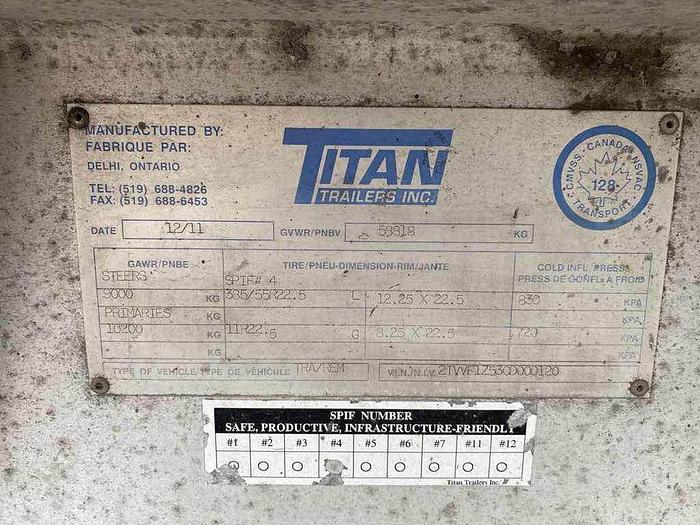 MANUFACTURED BY:
FABRIQUE PAR:
DELHI, ONTARIO
TEL: (519) 688-4826
FAX: (519) 688-6453
TITAN
TRAILERS INC.
CMVSS · CANADA · NSVAC
128
TRANSPORT
DATE 12/11 GVWR/PNBV KG
GAWR/PNBE TIRE/PNEU-DIMENSION-RIM/JANTE COLD INFL. PRESS.
PRESS DE GONFL. A FROID
STEERS SPIF# 4
9000 KG 385/55R22.5 L 12.25 X 22.5 830 KPA
PRIMARIES KG KPA
10200 KG 11R22.5 G 8.25 X 22.5 720 KPA
KG KPA
TYPE OF VEHICLE/TYPE DE VÉHICULE TRA/REM V.I.N./N.I.V.
SPIF NUMBER
SAFE, PRODUCTIVE, INFRASTRUCTURE-FRIENDLY
#1 #2 #3 #4 #5 #6 #7 #11 #12
Titan Trailers Inc.